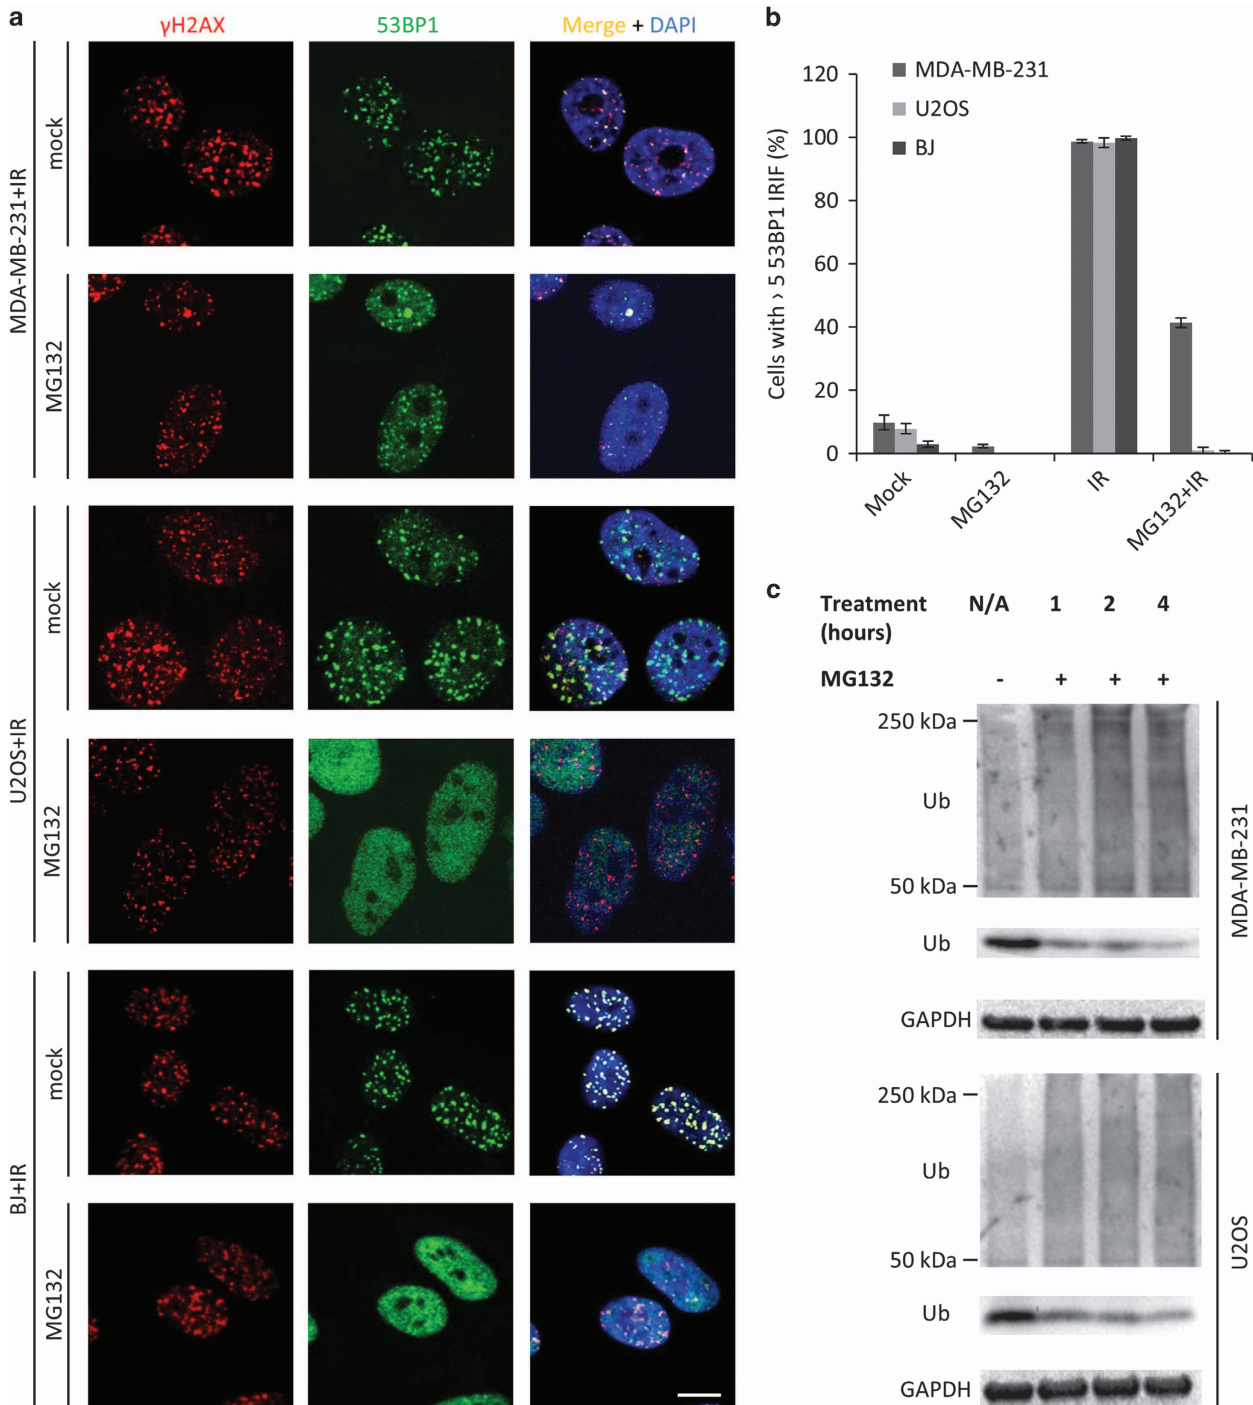 a
γH2AX
53BP1
Merge + DAPI
MDA-MB-231+IR
mock
MG132
U2OS+IR
mock
MG132
BJ+IR
mock
MG132
b
Cells with > 5 53BP1 IRIF (%)
120
100
80
60
40
20
0
MDA-MB-231
U2OS
BJ
Mock
MG132
IR
MG132+IR
c
Treatment N/A 1 2 4
(hours)
MG132 - + + +
250 kDa
Ub
50 kDa
Ub
GAPDH
MDA-MB-231
250 kDa
Ub
50 kDa
Ub
GAPDH
U2OS